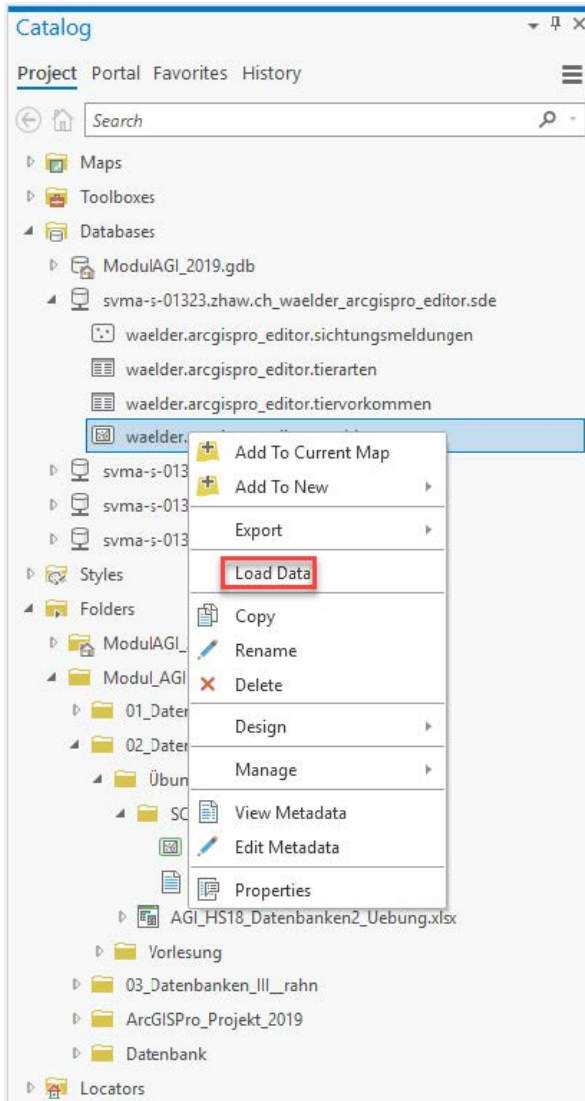 Catalog
Project Portal Favorites History
Search
Maps
Toolboxes
Databases
ModulAGI_2019.gdb
svma-s-01323.zhaw.ch_waelder_arcgispro_editor.sde
waelder.arcgispro_editor.sichtungsmeldungen
waelder.arcgispro_editor.tierarten
waelder.arcgispro_editor.tiervorkommen
waelder.
Add To Current Map
svma-s-013
Add To New
svma-s-013
svma-s-013
Export
Styles
Load Data
Folders
Copy
ModulAGI_
Rename
Modul_AGI
Delete
01_Daten
Design
02_Daten
Manage
Übun
SC
View Metadata
Edit Metadata
Properties
AGI_HS18_Datenbanken2_Uebung.xlsx
Vorlesung
03_Datenbanken_III__rahn
ArcGISPro_Projekt_2019
Datenbank
Locators